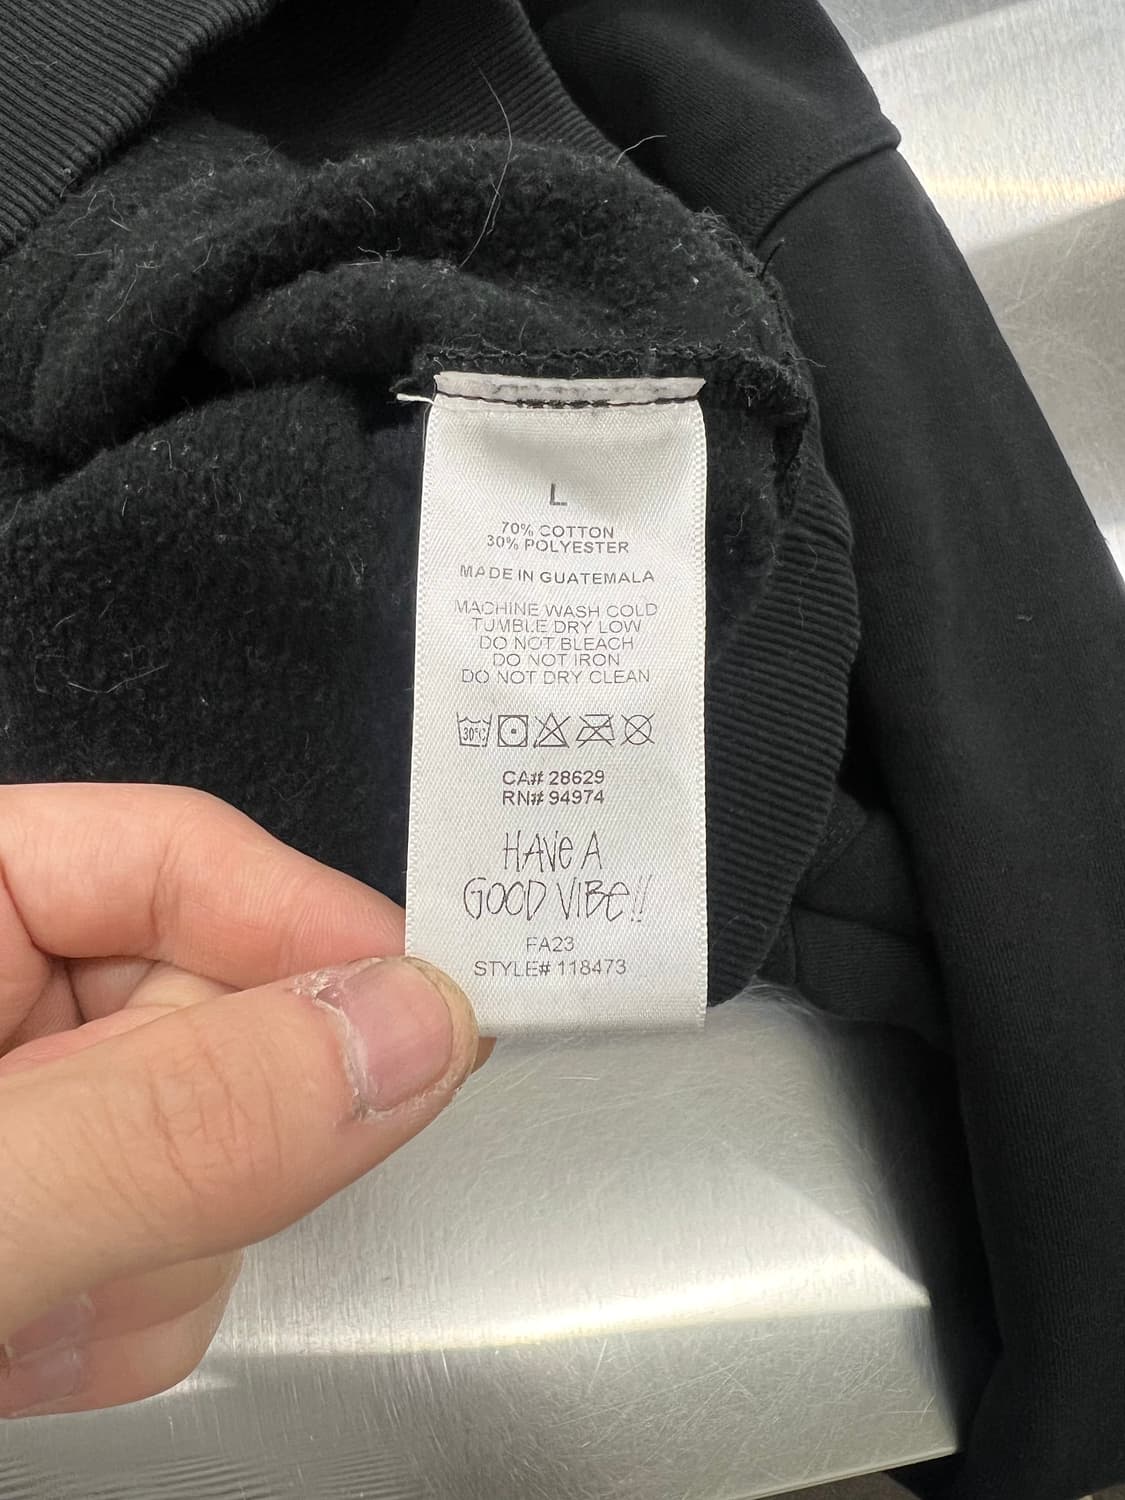 L
70% COTTON
30% POLYESTER
MADE IN GUATEMALA
MACHINE WASH COLD
TUMBLE DRY LOW
DO NOT BLEACH
DO NOT IRON
DO NOT DRY CLEAN
30°C
CA# 28629
RN# 94974
HAVE A
GOOD VIBE!!
FA23
STYLE# 118473